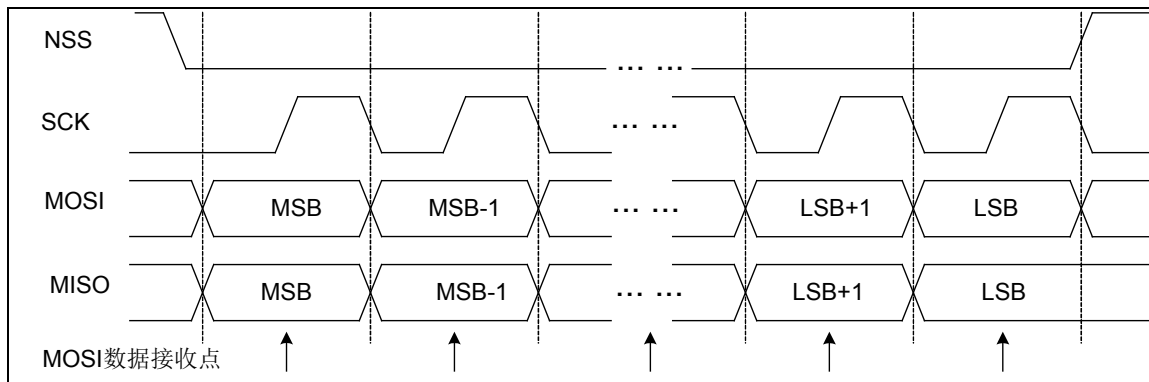 NSS
... ...
SCK
... ...
MOSI
MSB
MSB-1
... ...
LSB+1
LSB
MISO
MSB
MSB-1
... ...
LSB+1
LSB
MOSI数据接收点